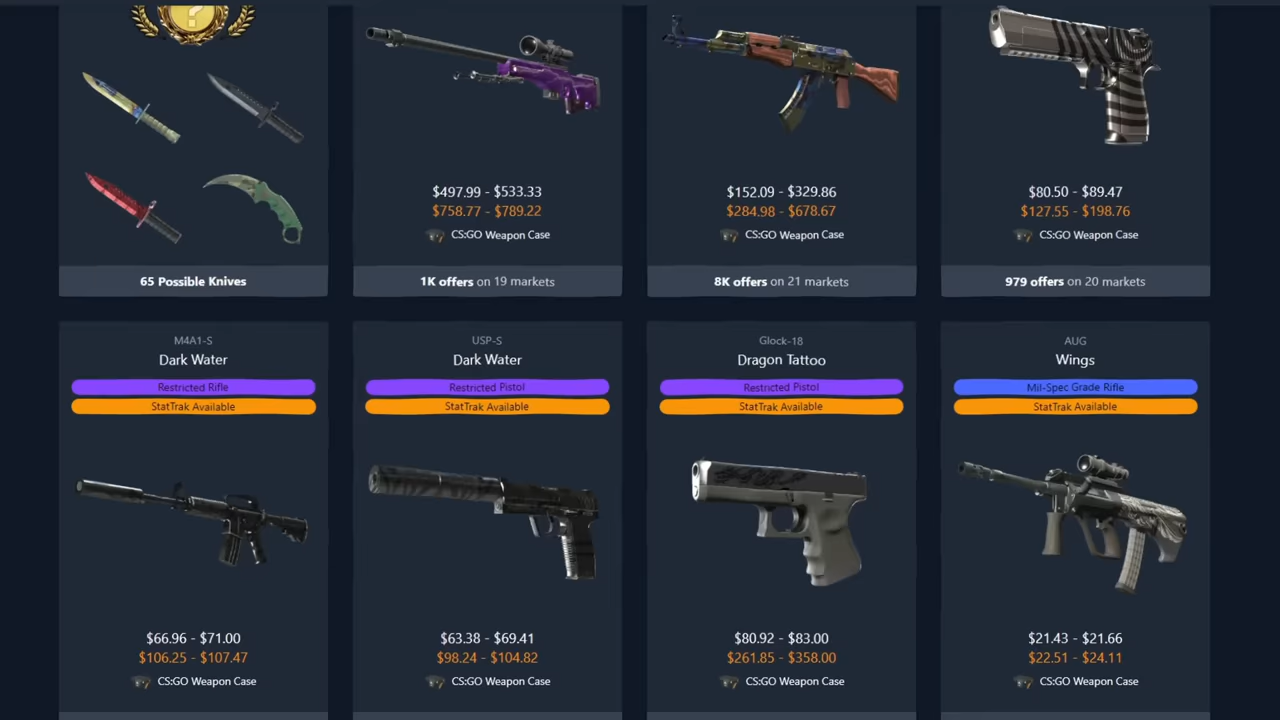 ?
$497.99 - $533.33
$758.77 - $789.22
CS:GO Weapon Case
$152.09 - $329.86
$284.98 - $678.67
CS:GO Weapon Case
$80.50 - $89.47
$127.55 - $198.76
CS:GO Weapon Case
65 Possible Knives
1K offers on 19 markets
8K offers on 21 markets
979 offers on 20 markets
M4A1-S
Dark Water
Restricted Rifle
StatTrak Available
$66.96 - $71.00
$106.25 - $107.47
CS:GO Weapon Case
USP-S
Dark Water
Restricted Pistol
StatTrak Available
$63.38 - $69.41
$98.24 - $104.82
CS:GO Weapon Case
Glock-18
Dragon Tattoo
Restricted Pistol
StatTrak Available
$80.92 - $83.00
$261.85 - $358.00
CS:GO Weapon Case
AUG
Wings
Mil-Spec Grade Rifle
StatTrak Available
$21.43 - $21.66
$22.51 - $24.11
CS:GO Weapon Case